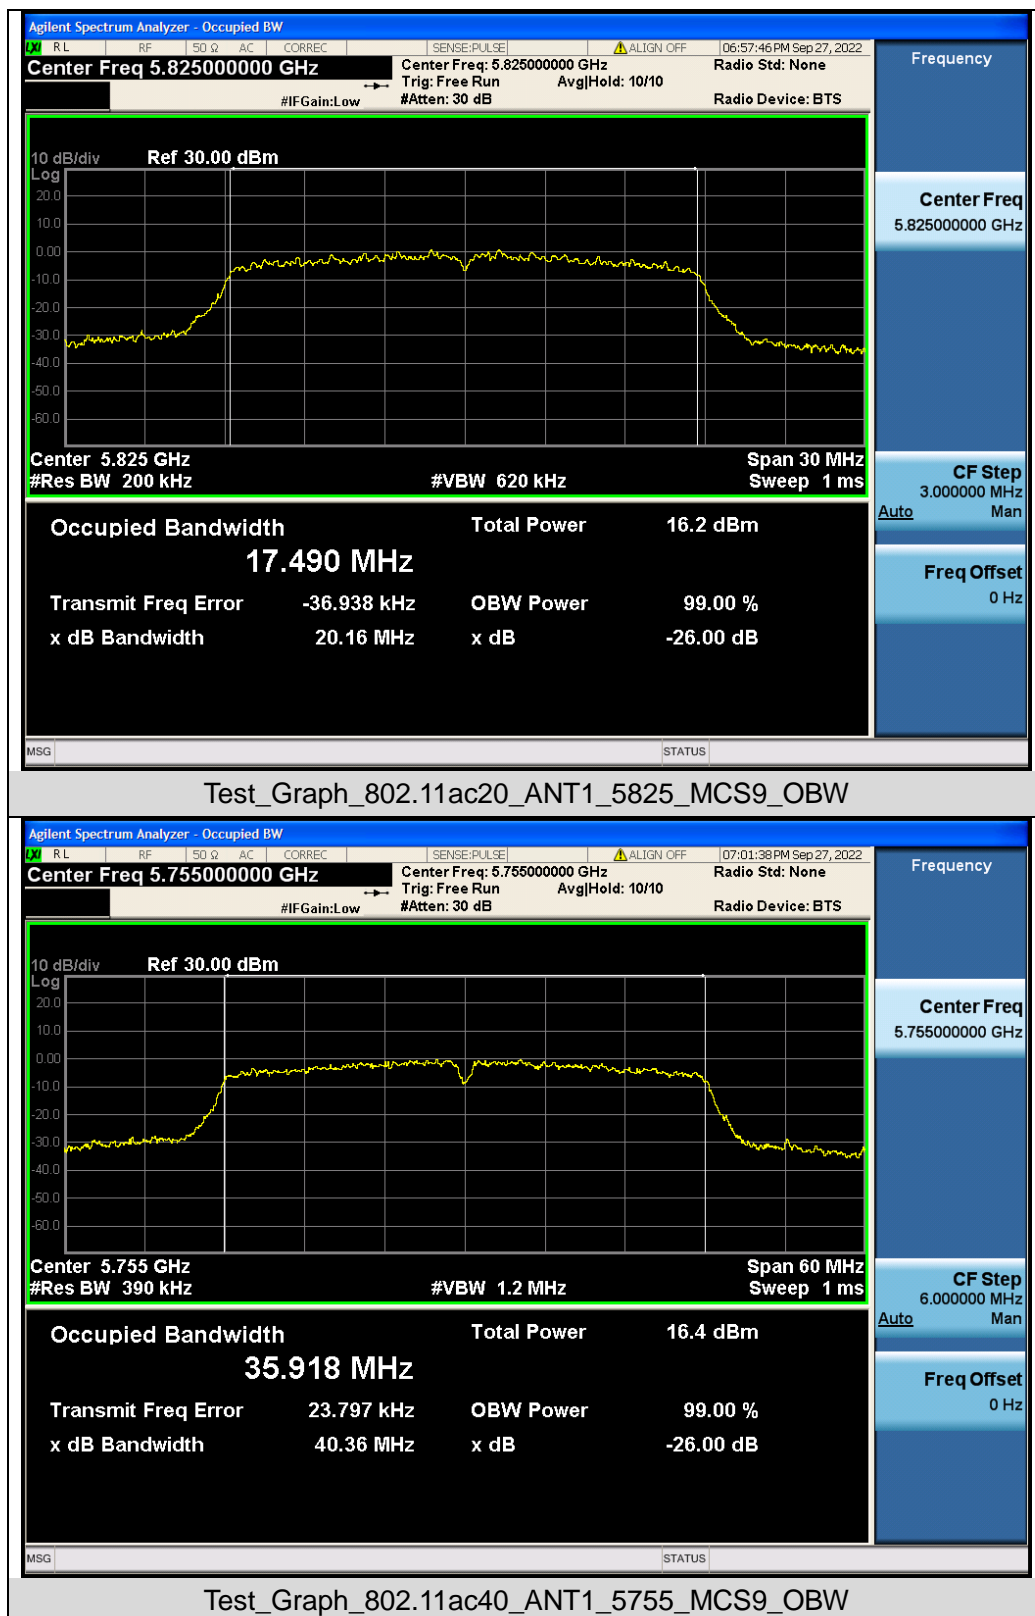 Agilent Spectrum Analyzer - Occupied BW
LXI RL RF 50 Ω AC CORREC SENSE:PULSE ALIGN OFF 06:57:46 PM Sep 27, 2022
Center Freq 5.825000000 GHz Center Freq: 5.825000000 GHz Radio Std: None
Trig: Free Run Avg|Hold: 10/10
#IFGain:Low #Atten: 30 dB Radio Device: BTS
Frequency
10 dB/div Ref 30.00 dBm
Log
20.0
10.0
0.00
-10.0
-20.0
-30.0
-40.0
-50.0
-60.0
Center 5.825 GHz Span 30 MHz
#Res BW 200 kHz #VBW 620 kHz Sweep 1 ms
Center Freq
5.825000000 GHz
CF Step
3.000000 MHz
Auto Man
Freq Offset
0 Hz
Occupied Bandwidth Total Power 16.2 dBm
17.490 MHz
Transmit Freq Error -36.938 kHz OBW Power 99.00 %
x dB Bandwidth 20.16 MHz x dB -26.00 dB
MSG STATUS
Test_Graph_802.11ac20_ANT1_5825_MCS9_OBW
Agilent Spectrum Analyzer - Occupied BW
LXI RL RF 50 Ω AC CORREC SENSE:PULSE ALIGN OFF 07:01:38 PM Sep 27, 2022
Center Freq 5.755000000 GHz Center Freq: 5.755000000 GHz Radio Std: None
Trig: Free Run Avg|Hold: 10/10
#IFGain:Low #Atten: 30 dB Radio Device: BTS
Frequency
10 dB/div Ref 30.00 dBm
Log
20.0
10.0
0.00
-10.0
-20.0
-30.0
-40.0
-50.0
-60.0
Center 5.755 GHz Span 60 MHz
#Res BW 390 kHz #VBW 1.2 MHz Sweep 1 ms
Center Freq
5.755000000 GHz
CF Step
6.000000 MHz
Auto Man
Freq Offset
0 Hz
Occupied Bandwidth Total Power 16.4 dBm
35.918 MHz
Transmit Freq Error 23.797 kHz OBW Power 99.00 %
x dB Bandwidth 40.36 MHz x dB -26.00 dB
MSG STATUS
Test_Graph_802.11ac40_ANT1_5755_MCS9_OBW